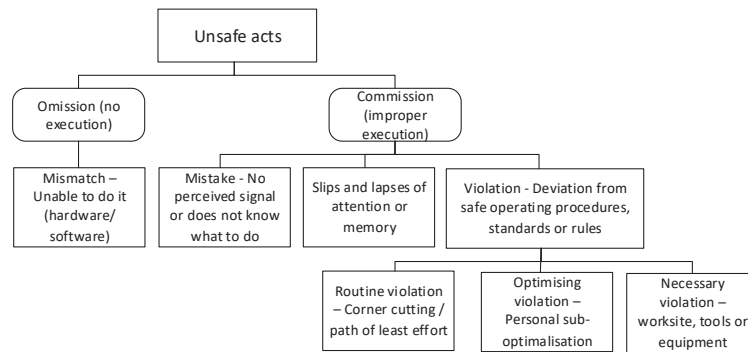 Unsafe acts
Omission (no
execution)
Commission
(improper
execution)
Mismatch –
Unable to do it
(hardware/
software)
Mistake - No
perceived signal
or does not know
what to do
Slips and lapses of
attention or
memory
Violation - Deviation from
safe operating procedures,
standards or rules
Routine violation
– Corner cutting /
path of least effort
Optimising
violation –
Personal sub-
optimalisation
Necessary
violation –
worksite, tools or
equipment